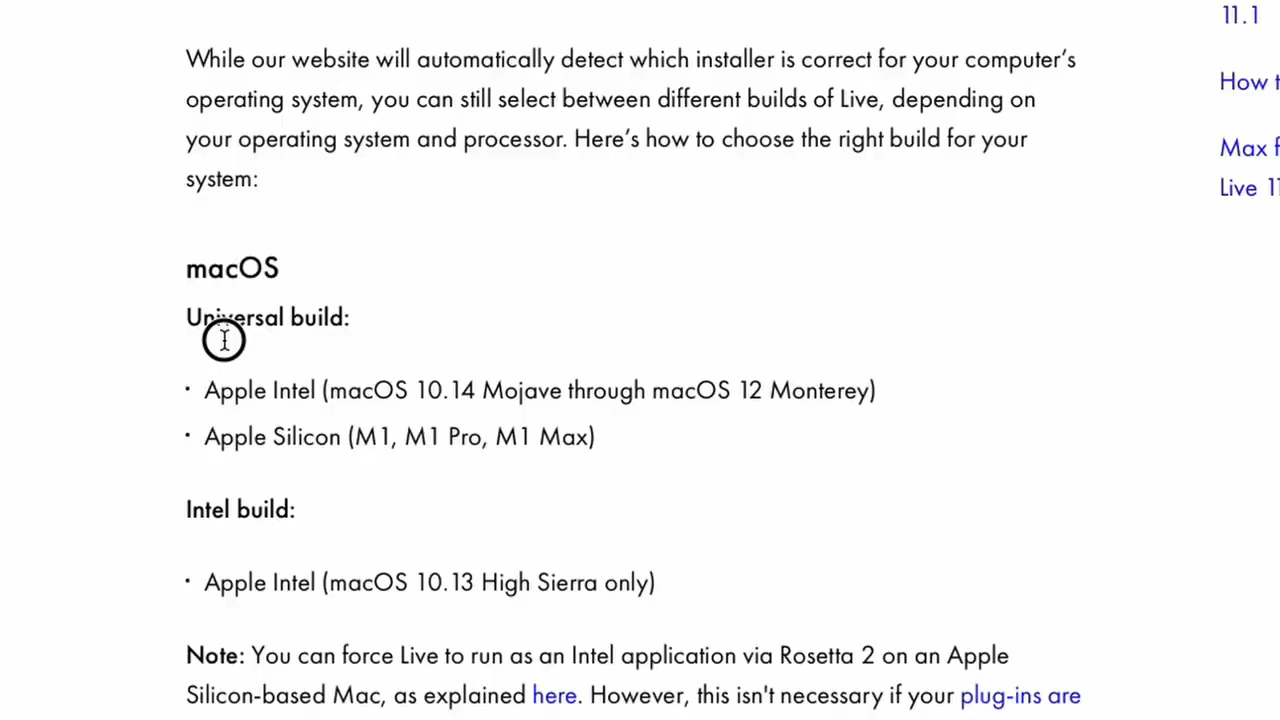 11.1
While our website will automatically detect which installer is correct for your computer's
operating system, you can still select between different builds of Live, depending on
your operating system and processor. Here's how to choose the right build for your
system:
How t
Max f
Live 11
macOS
Universal build:
• Apple Intel (macOS 10.14 Mojave through macOS 12 Monterey)
• Apple Silicon (M1, M1 Pro, M1 Max)
Intel build:
• Apple Intel (macOS 10.13 High Sierra only)
Note: You can force Live to run as an Intel application via Rosetta 2 on an Apple
Silicon-based Mac, as explained here. However, this isn't necessary if your plug-ins are